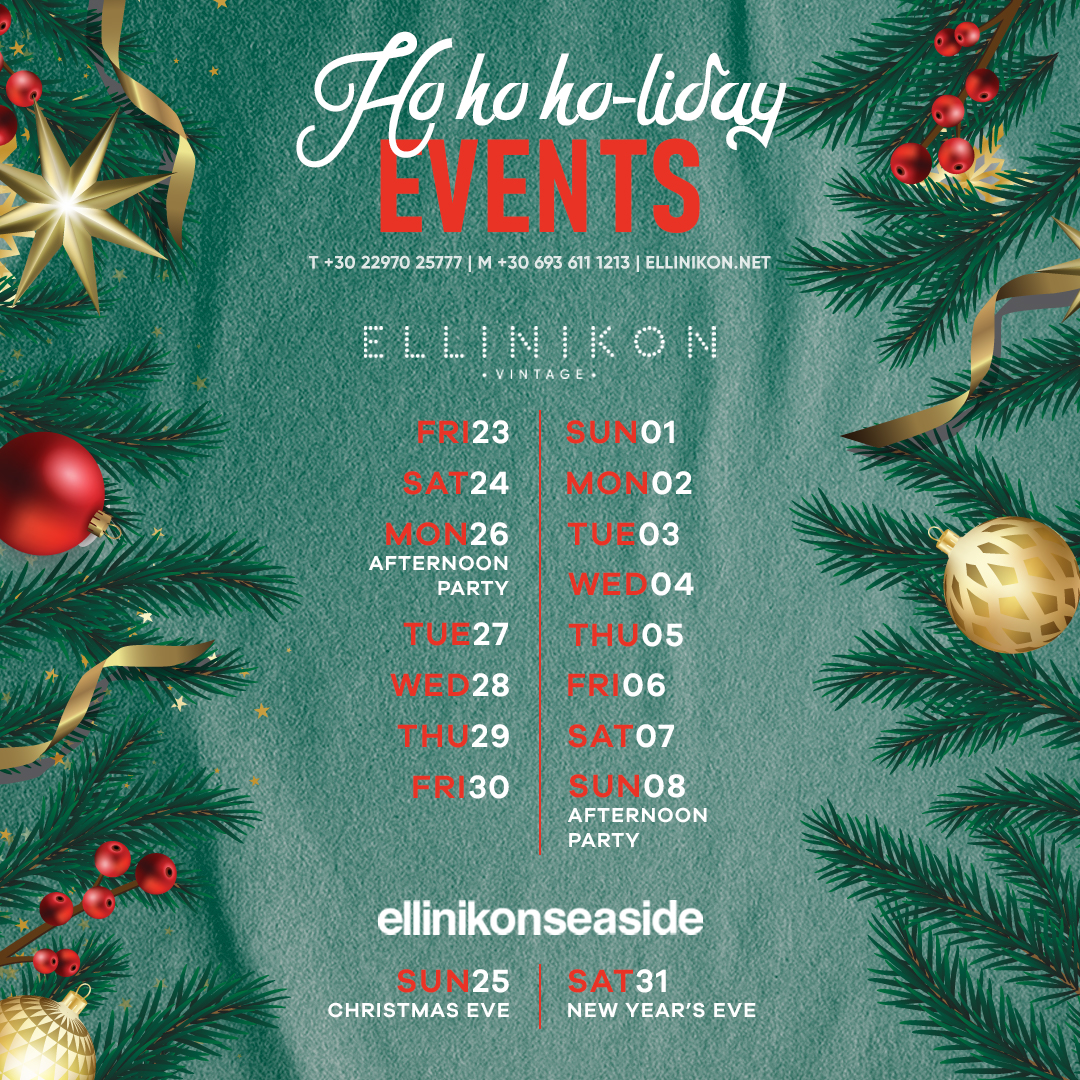 Ho ho ho-liday
EVENTS
T +30 22970 25777 | M +30 693 611 1213 | ELLINIKON.NET
ELLINIKON
• VINTAGE •
FRI23
SAT24
MON26
AFTERNOON
PARTY
TUE27
WED28
THU29
FRI30
SUN01
MON02
TUE03
WED04
THU05
FRI06
SAT07
SUN08
AFTERNOON
PARTY
ellinikonseaside
SUN25
CHRISTMAS EVE
SAT31
NEW YEAR'S EVE